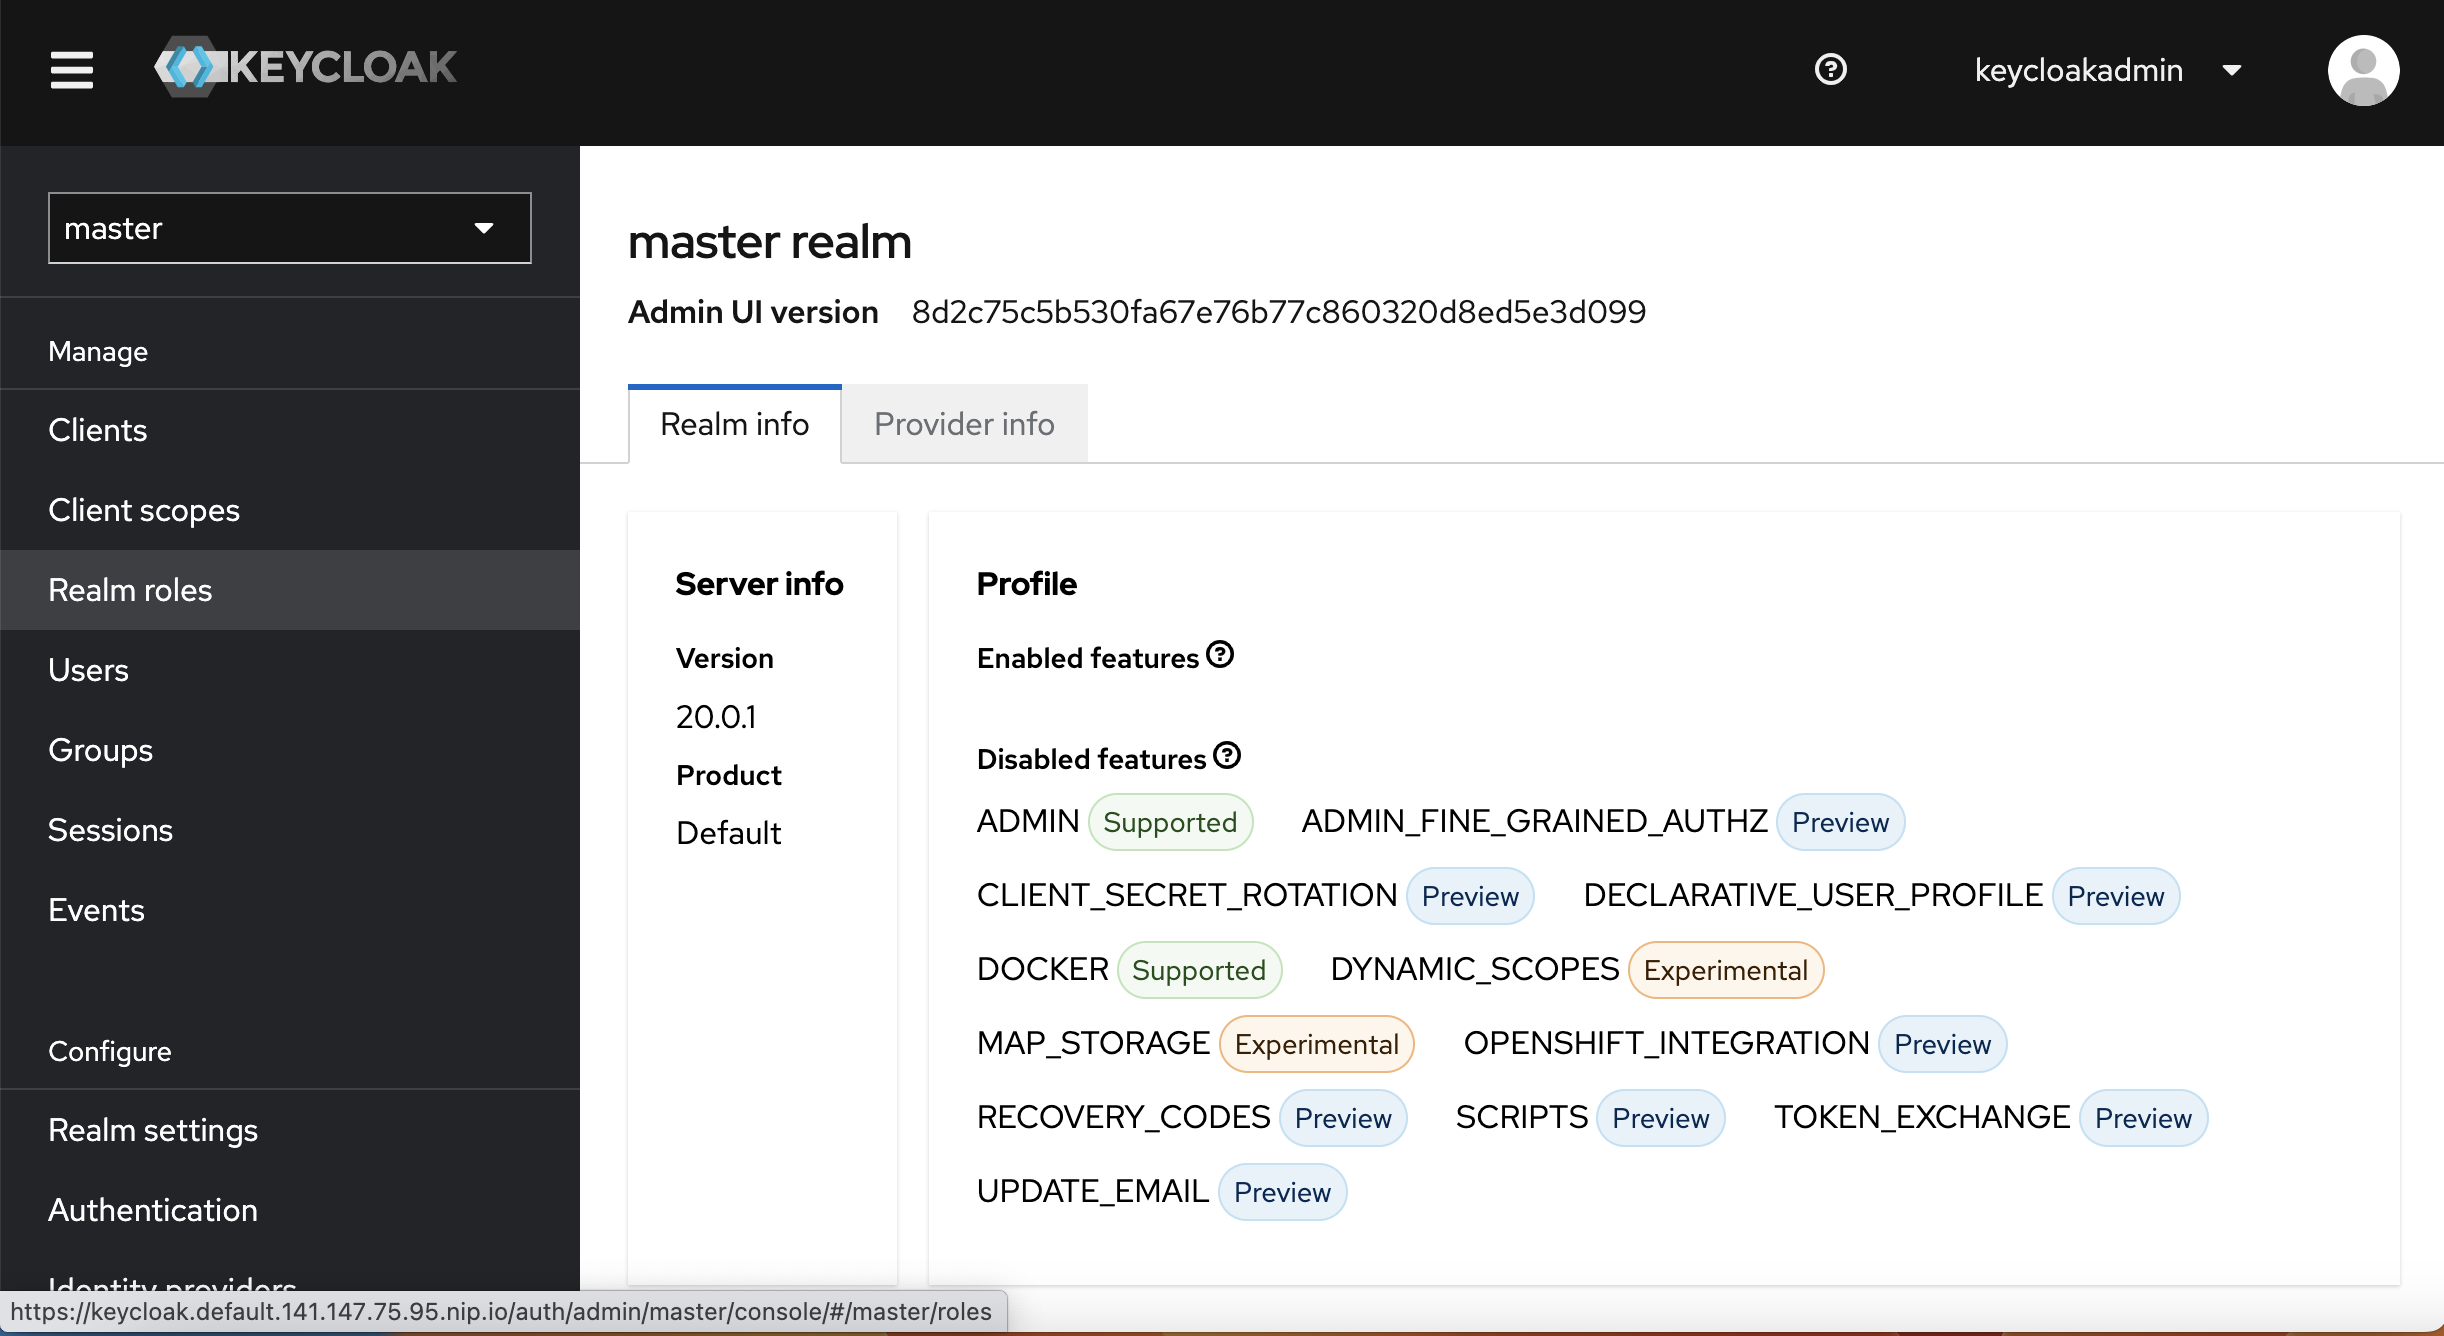 KEYCLOAK
keycloakadmin
master
Manage
Clients
Client scopes
Realm roles
Users
Groups
Sessions
Events
Configure
Realm settings
Authentication
Identity providers
master realm
Admin UI version 8d2c75c5b530fa67e76b77c860320d8ed5e3d099
Realm info Provider info
Server info
Version
20.0.1
Product
Default
Profile
Enabled features
Disabled features
ADMIN Supported ADMIN_FINE_GRAINED_AUTHZ Preview
CLIENT_SECRET_ROTATION Preview DECLARATIVE_USER_PROFILE Preview
DOCKER Supported DYNAMIC_SCOPES Experimental
MAP_STORAGE Experimental OPENSHIFT_INTEGRATION Preview
RECOVERY_CODES Preview SCRIPTS Preview TOKEN_EXCHANGE Preview
UPDATE_EMAIL Preview
https://keycloak.default.141.147.75.95.nip.io/auth/admin/master/console/#/master/roles